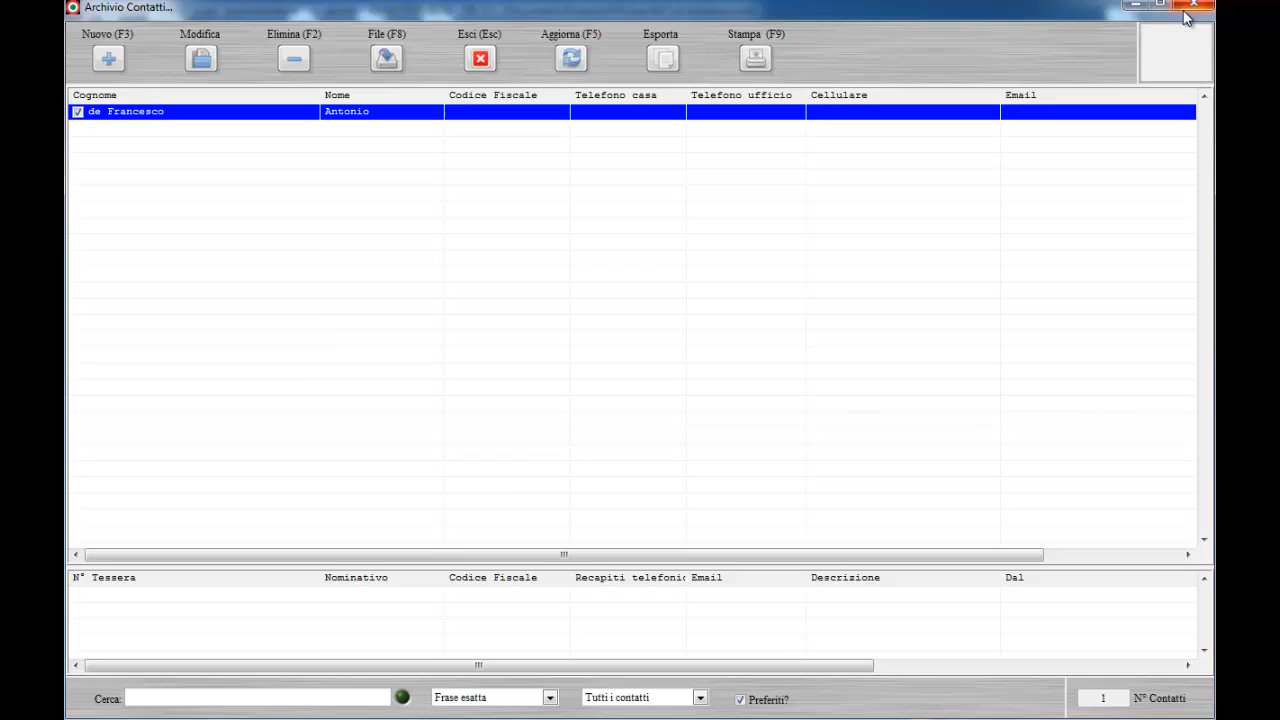 Archivio Contatti...
Nuovo (F3) Modifica Elimina (F2) File (F8) Esci (Esc) Aggiorna (F5) Esporta Stampa (F9)
Cognome Nome Codice Fiscale Telefono casa Telefono ufficio Cellulare Email
de Francesco Antonio
N° Tessera Nominativo Codice Fiscale Recapiti telefonic Email Descrizione Dal
Cerca: Frase esatta Tutti i contatti Preferiti? 1 N° Contatti